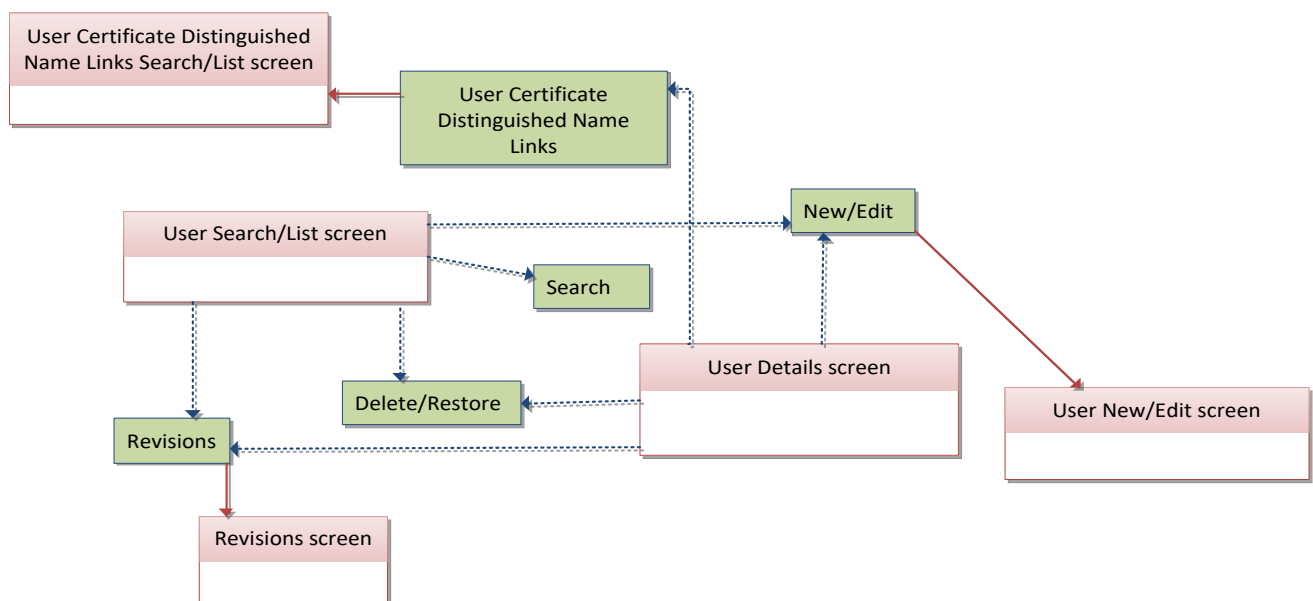 User Certificate Distinguished
Name Links Search/List screen
User Certificate
Distinguished Name
Links
New/Edit
User Search/List screen
Search
User Details screen
Delete/Restore
User New/Edit screen
Revisions
Revisions screen